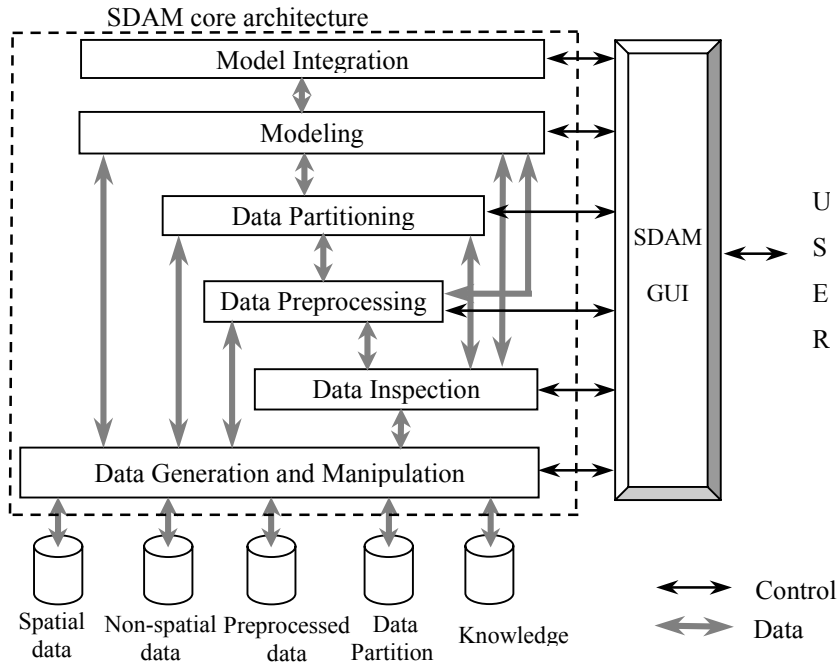 SDAM core architecture
Model Integration
Modeling
Data Partitioning
Data Preprocessing
Data Inspection
Data Generation and Manipulation
SDAM
GUI
U
S
E
R
Spatial
data
Non-spatial
data
Preprocessed
data
Data
Partition
Knowledge
Control
Data